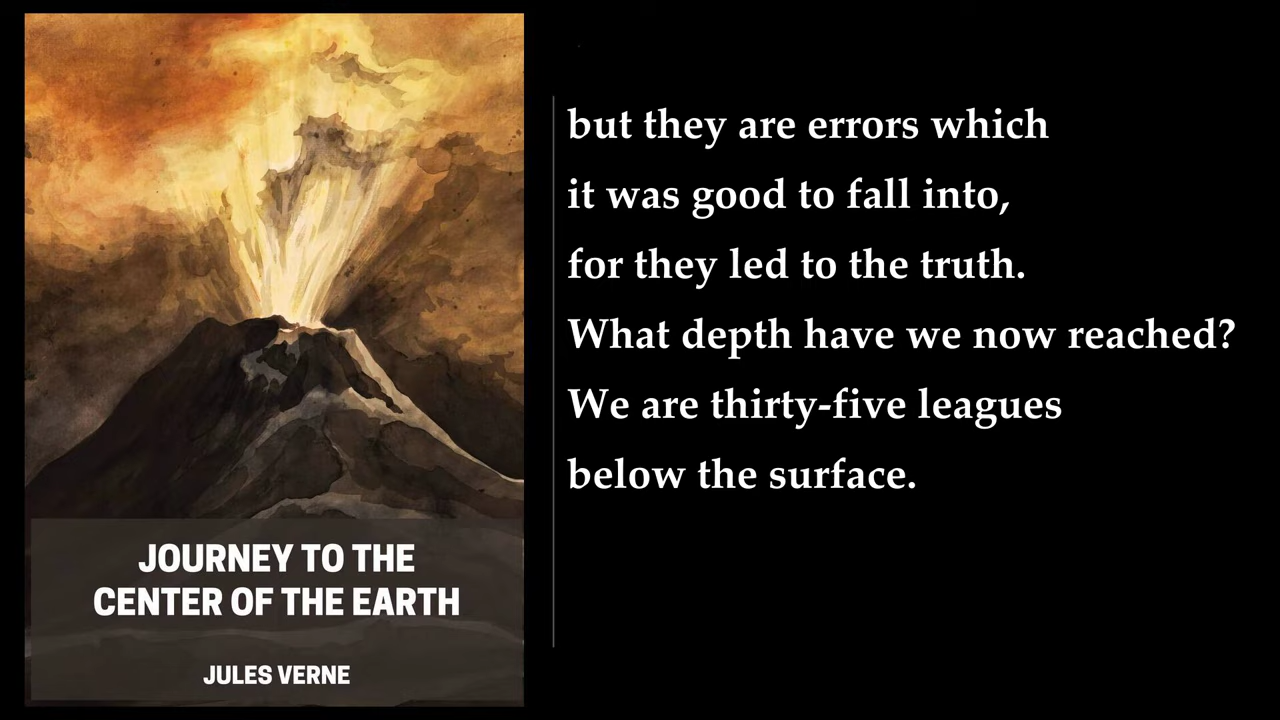 but they are errors which
it was good to fall into,
for they led to the truth.
What depth have we now reached?
We are thirty-five leagues
below the surface.
JOURNEY TO THE
CENTER OF THE EARTH
JULES VERNE